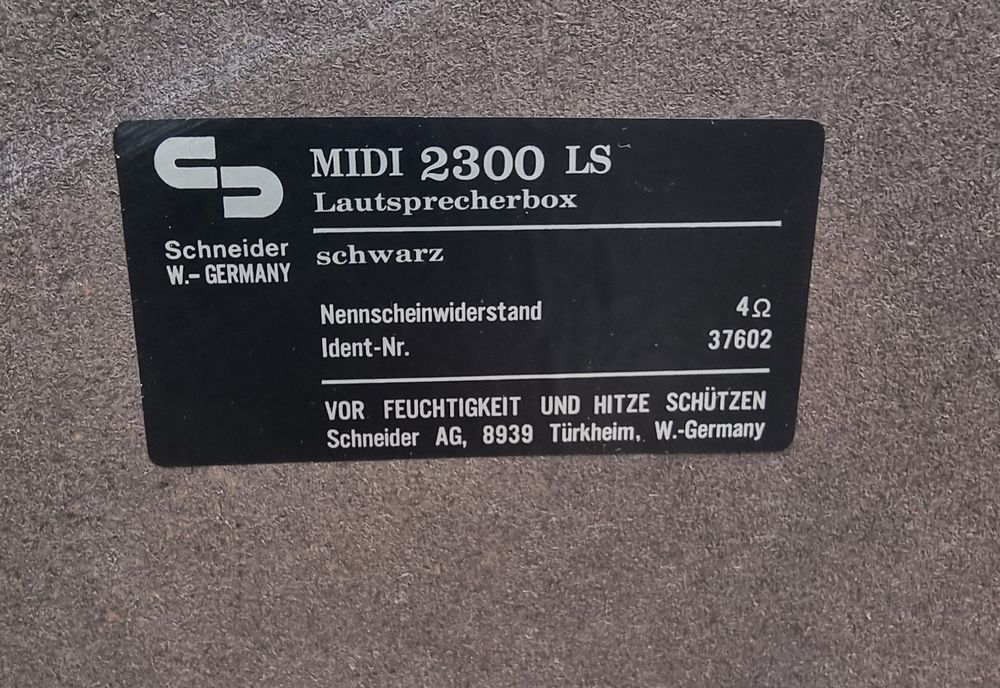 MIDI 2300 LS
Lautsprecherbox
Schneider
W.- GERMANY
schwarz
Nennscheinwiderstand 4Ω
Ident-Nr. 37602
VOR FEUCHTIGKEIT UND HITZE SCHÜTZEN
Schneider AG, 8939 Türkheim, W.-Germany